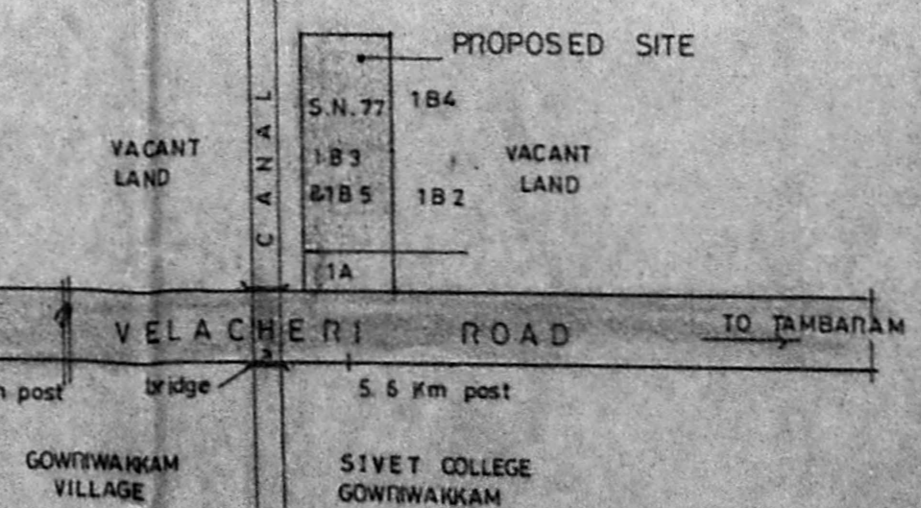 PROPOSED SITE
S.N.77
1B4
VACANT
LAND
CANAL
1B3
&1B5
1B2
VACANT
LAND
1A
VELACHERI ROAD
TO TAMBARAM
post
bridge
5.6 Km post
GOWRIWAKKAM
VILLAGE
SIVET COLLEGE
GOWRIWAKKAM